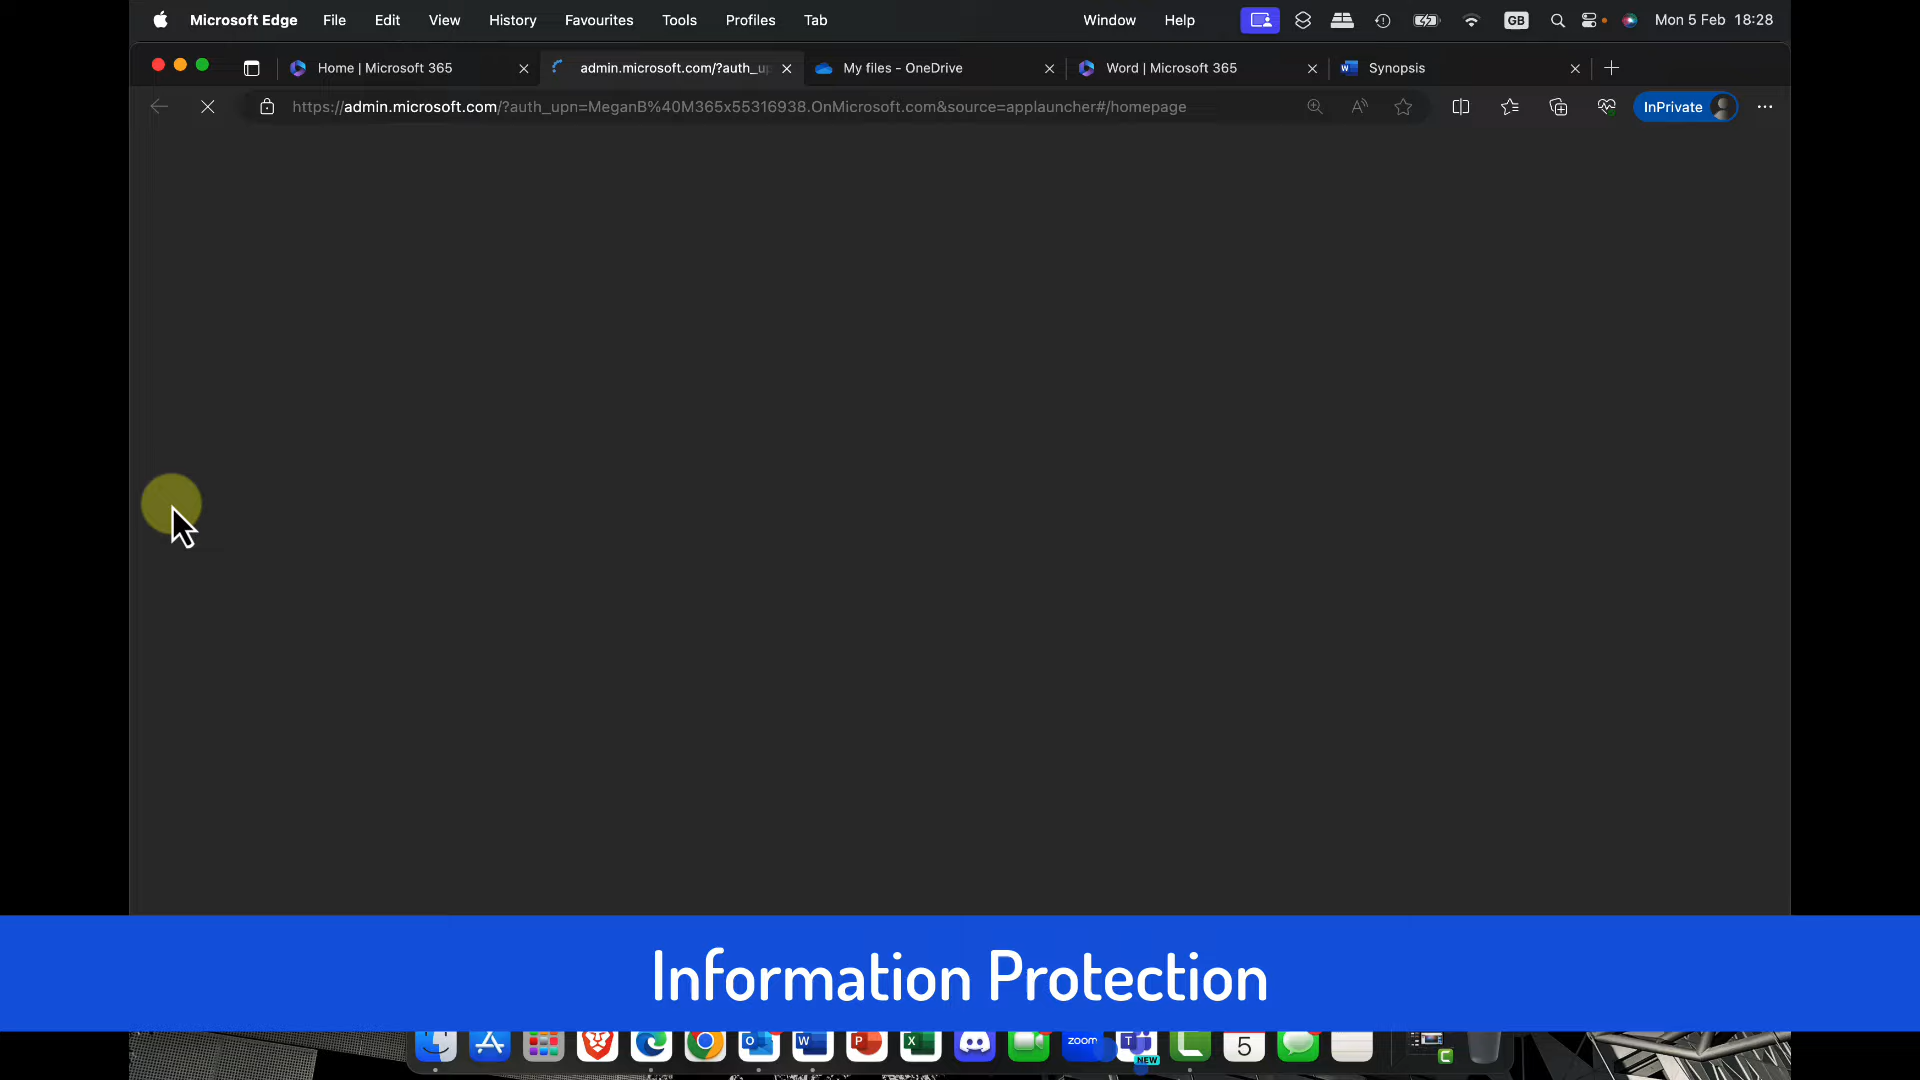 Microsoft Edge File Edit View History Favourites Tools Profiles Tab Window Help GB Mon 5 Feb 18:28
Home | Microsoft 365 admin.microsoft.com/?auth_u My files - OneDrive Word | Microsoft 365 Synopsis
https://admin.microsoft.com/?auth_upn=MeganB%40M365x55316938.OnMicrosoft.com&source=applauncher#/homepage InPrivate
Information Protection
O W P X zoom T 5
NEW